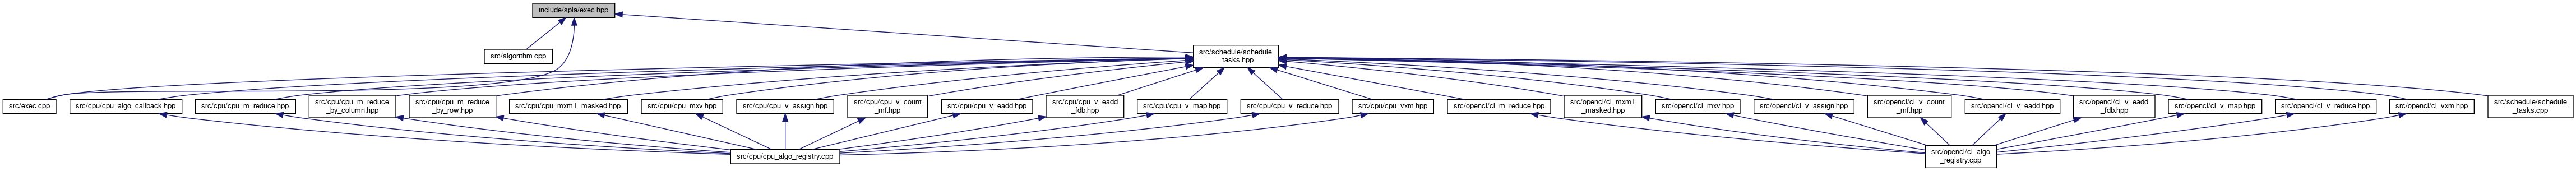 include/spla/exec.hpp
src/algorithm.cpp
src/schedule/schedule
_tasks.hpp
src/exec.cpp
src/cpu/cpu_algo_callback.hpp
src/cpu/cpu_m_reduce.hpp
src/cpu/cpu_m_reduce
_by_column.hpp
src/cpu/cpu_m_reduce
_by_row.hpp
src/cpu/cpu_mxmT_masked.hpp
src/cpu/cpu_mxv.hpp
src/cpu/cpu_v_assign.hpp
src/cpu/cpu_v_count
_mf.hpp
src/cpu/cpu_v_eadd.hpp
src/cpu/cpu_v_eadd
_fdb.hpp
src/cpu/cpu_v_map.hpp
src/cpu/cpu_v_reduce.hpp
src/cpu/cpu_vxm.hpp
src/opencl/cl_m_reduce.hpp
src/opencl/cl_mxmT
_masked.hpp
src/opencl/cl_mxv.hpp
src/opencl/cl_v_assign.hpp
src/opencl/cl_v_count
_mf.hpp
src/opencl/cl_v_eadd.hpp
src/opencl/cl_v_eadd
_fdb.hpp
src/opencl/cl_v_map.hpp
src/opencl/cl_v_reduce.hpp
src/opencl/cl_vxm.hpp
src/schedule/schedule
_tasks.cpp
src/cpu/cpu_algo_registry.cpp
src/opencl/cl_algo
_registry.cpp